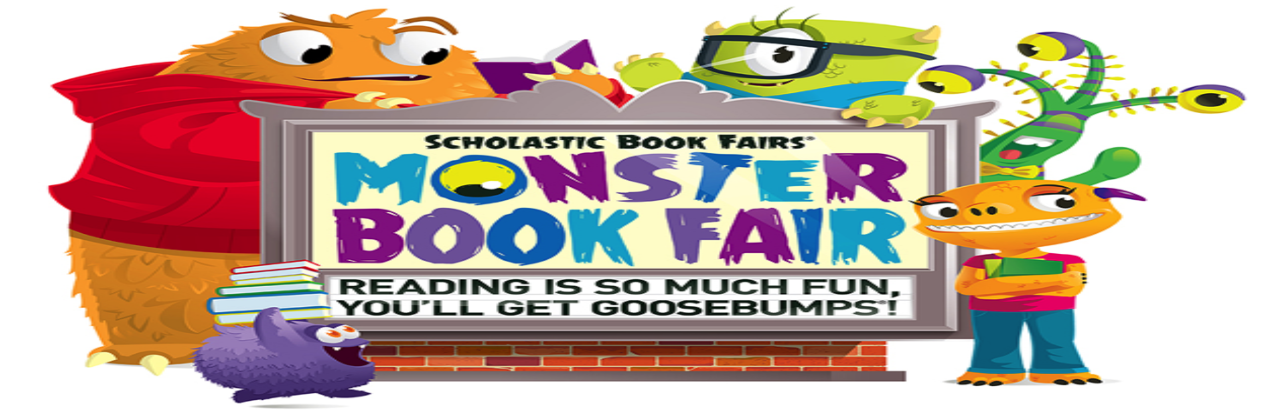 SCHOLASTIC BOOK FAIRS®
MONSTER
BOOK FAIR
READING IS SO MUCH FUN,
YOU'LL GET GOOSEBUMPS®!